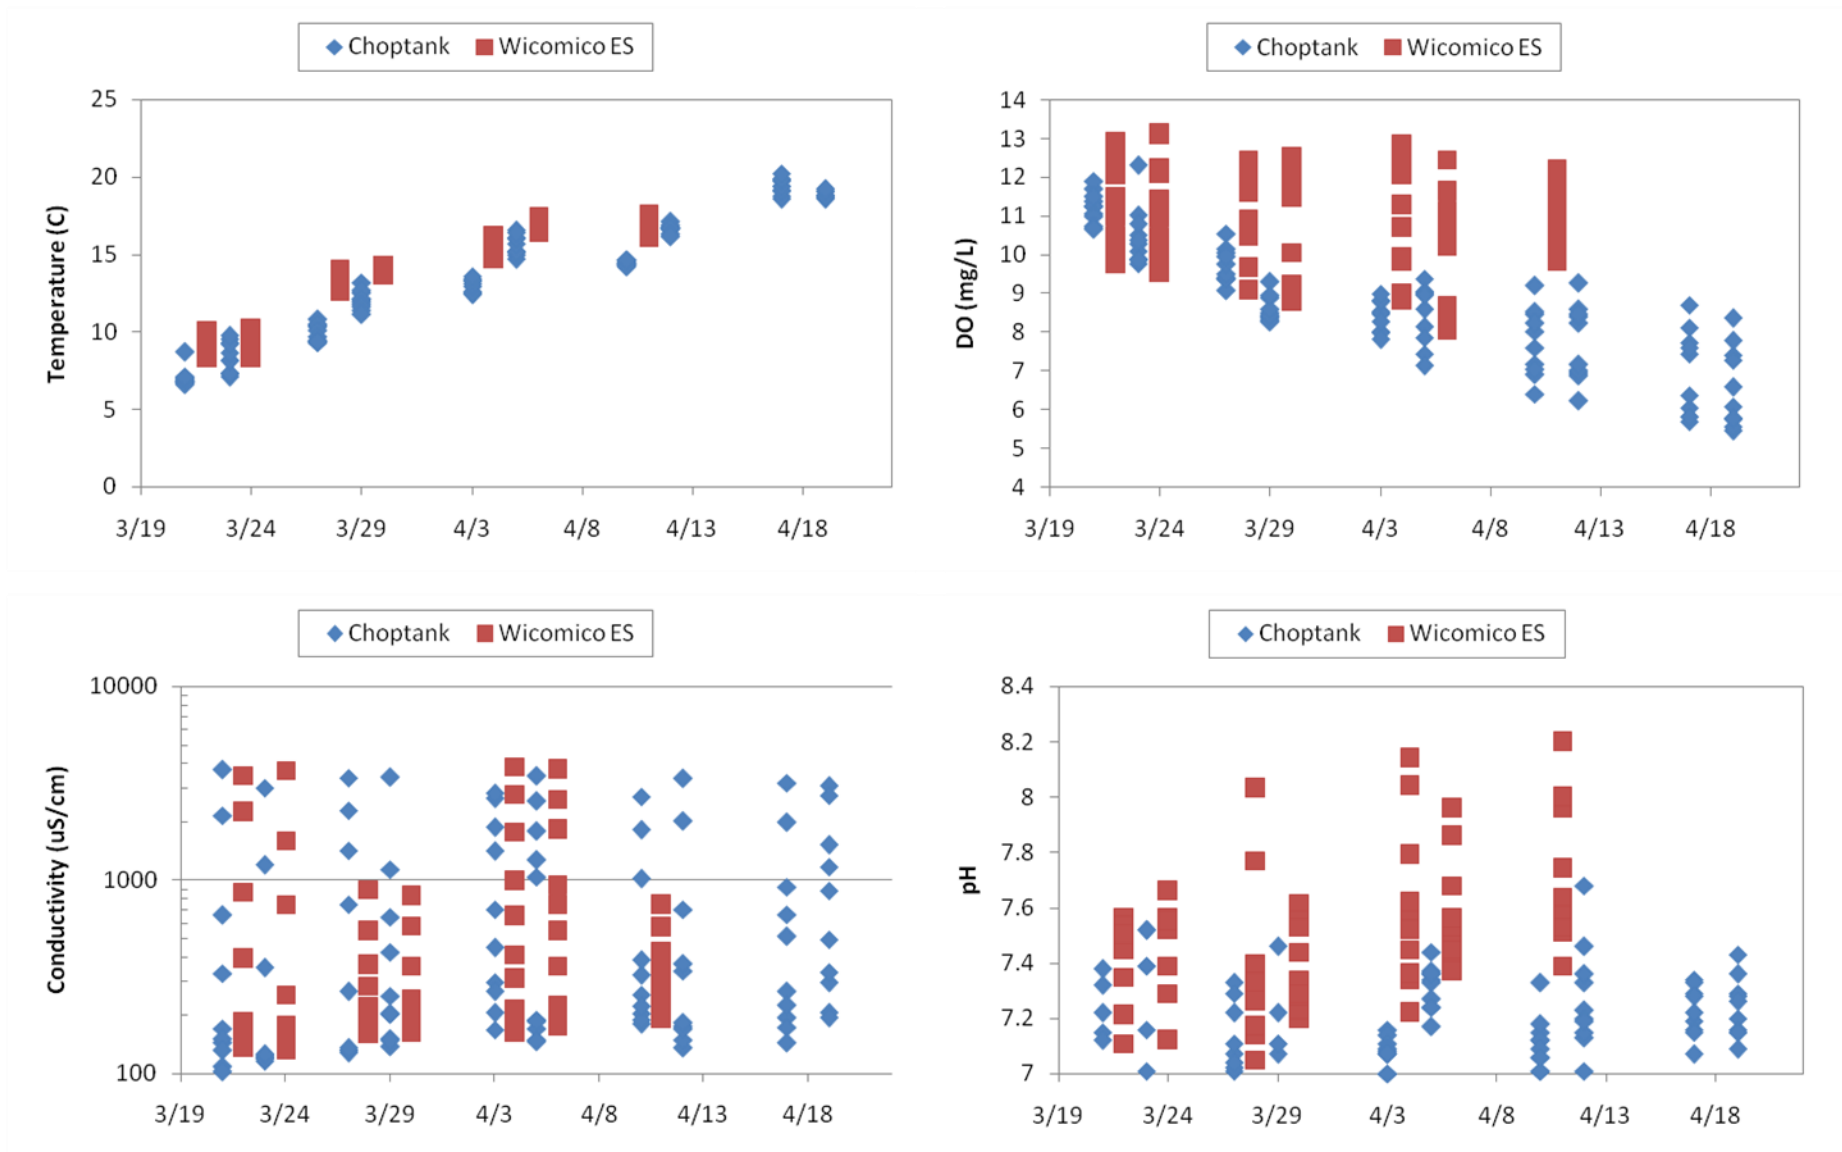 Choptank Wicomico ES
Temperature (C)
25
20
15
10
5
0
3/19 3/24 3/29 4/3 4/8 4/13 4/18
Choptank Wicomico ES
DO (mg/L)
14
13
12
11
10
9
8
7
6
5
4
3/19 3/24 3/29 4/3 4/8 4/13 4/18
Choptank Wicomico ES
Conductivity (uS/cm)
10000
1000
100
3/19 3/24 3/29 4/3 4/8 4/13 4/18
Choptank Wicomico ES
pH
8.4
8.2
8
7.8
7.6
7.4
7.2
7
3/19 3/24 3/29 4/3 4/8 4/13 4/18